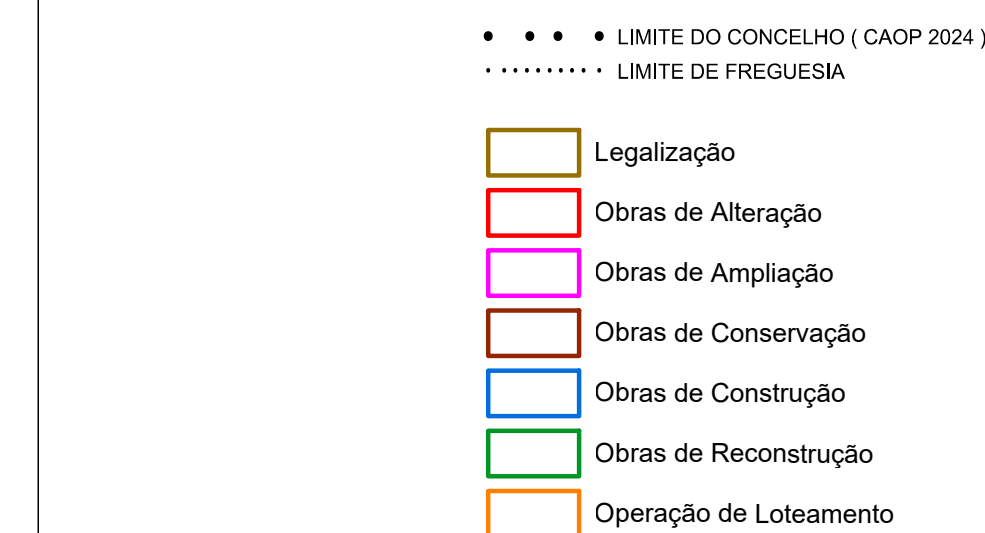 LIMITE DO CONCELHO ( CAOP 2024 )
LIMITE DE FREGUESIA
Legalização
Obras de Alteração
Obras de Ampliação
Obras de Conservação
Obras de Construção
Obras de Reconstrução
Operação de Loteamento